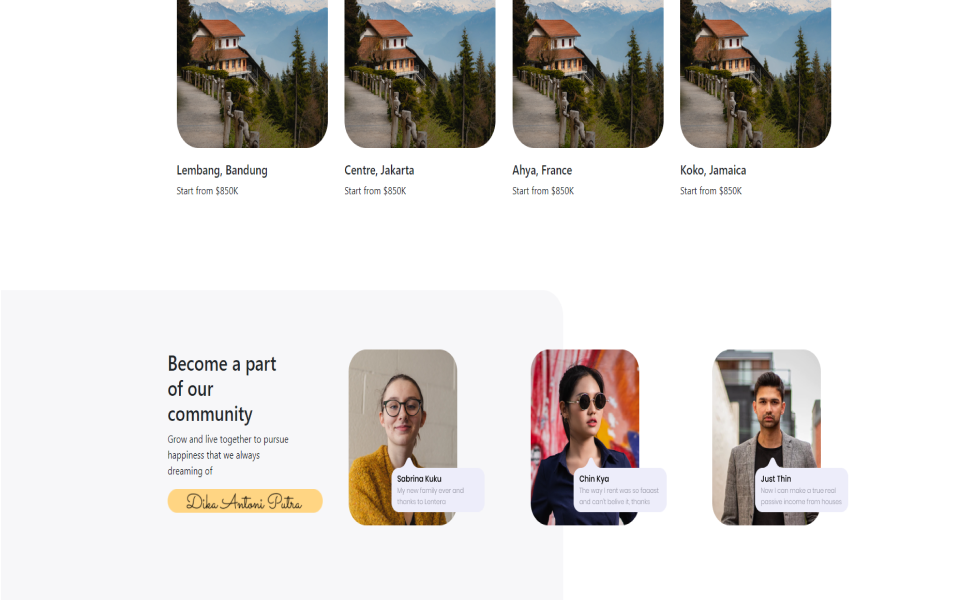 Lembang, Bandung
Start from $850K
Centre, Jakarta
Start from $850K
Ahya, France
Start from $850K
Koko, Jamaica
Start from $850K
Become a part
of our
community
Grow and live together to pursue
happiness that we always
dreaming of
Dika Antoni Putra
Sabrina Kuku
My new family ever and
thanks to Lentera
Chin Kya
The way I rent was so faaast
and can't belive it, thanks
Just Thin
Now I can make a true real
passive income from houses